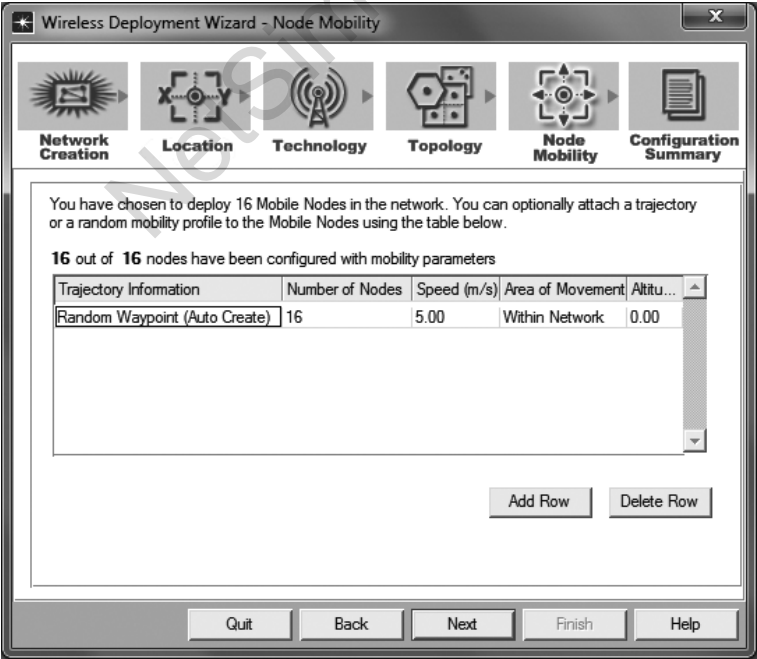 Wireless Deployment Wizard - Node Mobility
X
X Y
Network Creation
Location
Technology
Topology
Node Mobility
Configuration Summary
You have chosen to deploy 16 Mobile Nodes in the network. You can optionally attach a trajectory
or a random mobility profile to the Mobile Nodes using the table below.
16 out of 16 nodes have been configured with mobility parameters
Trajectory Information Number of Nodes Speed (m/s) Area of Movement Altitu...
Random Waypoint (Auto Create) 16 5.00 Within Network 0.00
Add Row Delete Row
Quit Back Next Finish Help
NetSim